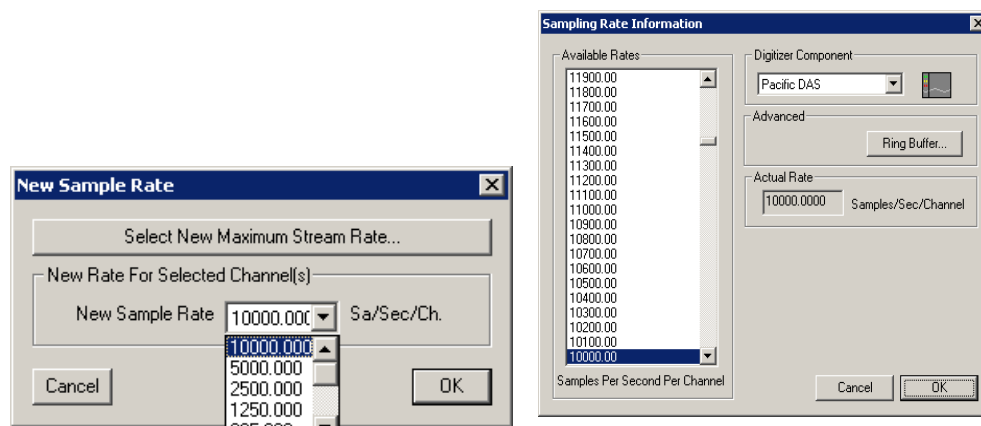 New Sample Rate
Select New Maximum Stream Rate...
New Rate For Selected Channel(s)
New Sample Rate 10000.000 Sa/Sec/Ch.
10000.000
5000.000
2500.000
1250.000
Cancel
OK
Sampling Rate Information
Available Rates
11900.00
11800.00
11700.00
11600.00
11500.00
11400.00
11300.00
11200.00
11100.00
11000.00
10900.00
10800.00
10700.00
10600.00
10500.00
10400.00
10300.00
10200.00
10100.00
10000.00
Samples Per Second Per Channel
Digitizer Component
Pacific DAS
Advanced
Ring Buffer...
Actual Rate
10000.0000 Samples/Sec/Channel
Cancel
OK